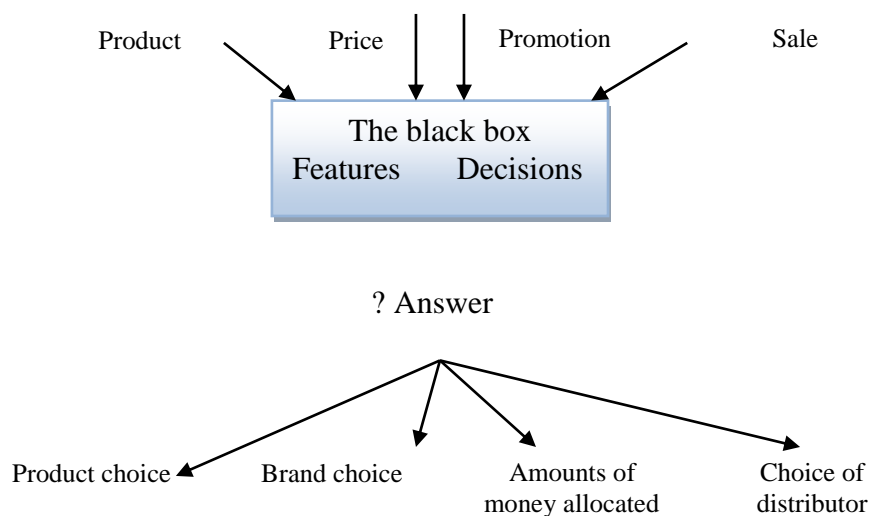 Product Price Promotion Sale
The black box
Features Decisions
? Answer
Product choice Brand choice Amounts of Choice of
money allocated distributor